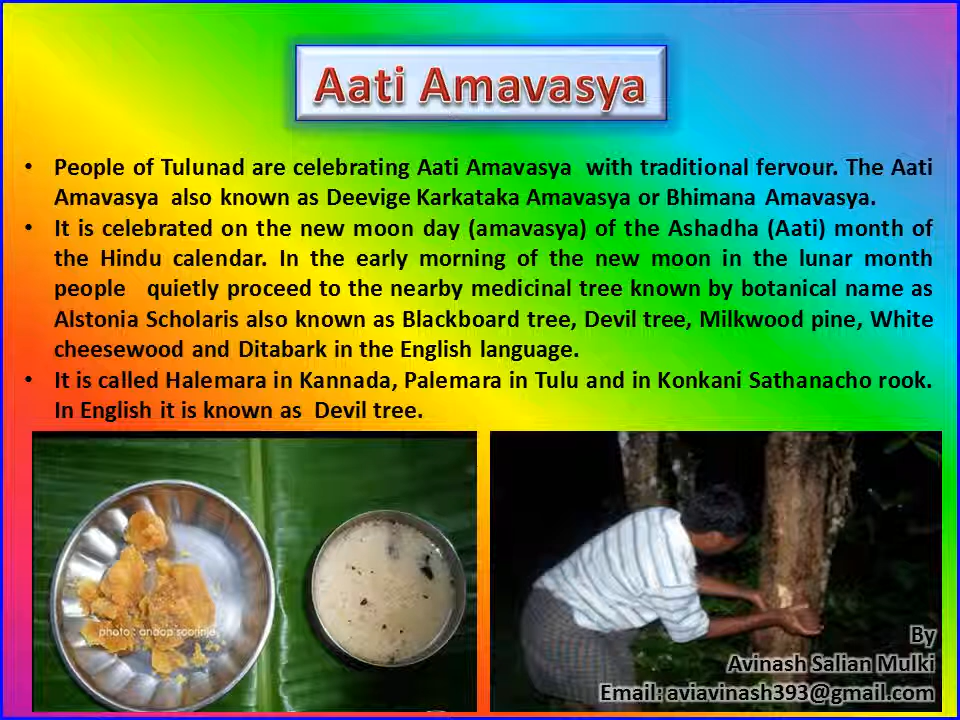 Aati Amavasya
• People of Tulunad are celebrating Aati Amavasya with traditional fervour. The Aati
Amavasya also known as Deevige Karkataka Amavasya or Bhimana Amavasya.
• It is celebrated on the new moon day (amavasya) of the Ashadha (Aati) month of
the Hindu calendar. In the early morning of the new moon in the lunar month
people quietly proceed to the nearby medicinal tree known by botanical name as
Alstonia Scholaris also known as Blackboard tree, Devil tree, Milkwood pine, White
cheesewood and Ditabark in the English language.
• It is called Halemara in Kannada, Palemara in Tulu and in Konkani Sathanacho rook.
In English it is known as Devil tree.
photo : anoop soorinje
By
Avinash Salian Mulki
Email: aviavinash393@gmail.com